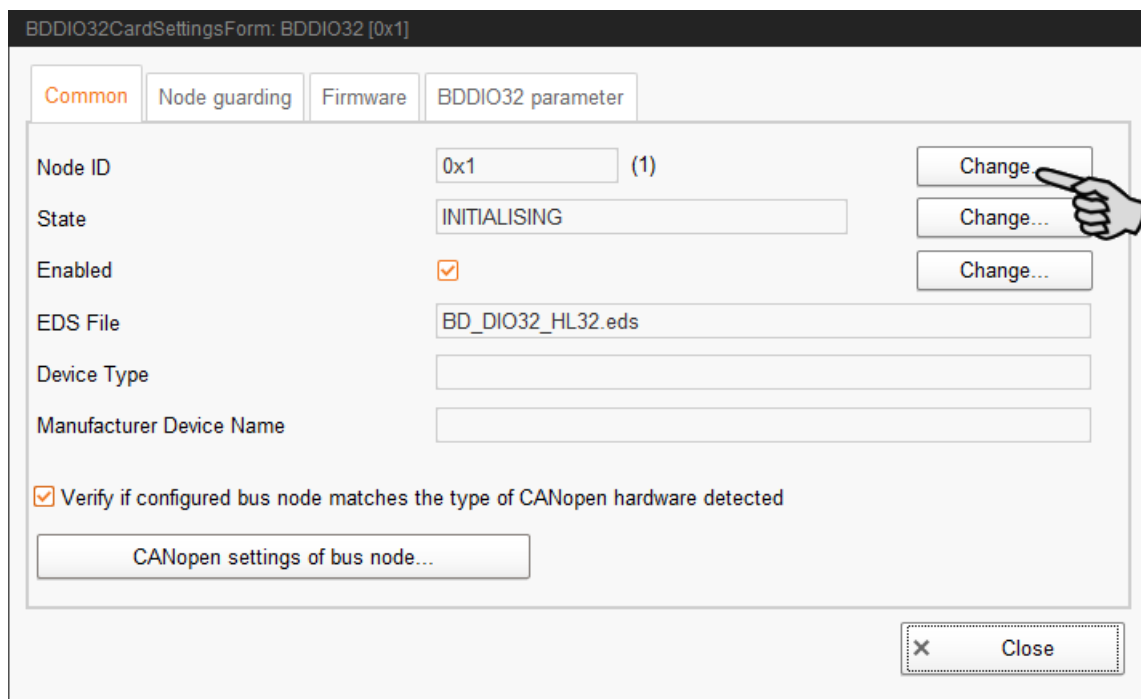 BDDIO32CardSettingsForm: BDDIO32 [0x1]
Common Node guarding Firmware BDDIO32 parameter
Node ID 0x1 (1) Change...
State INITIALISING Change...
Enabled Change...
EDS File BD_DIO32_HL32.eds
Device Type
Manufacturer Device Name
Verify if configured bus node matches the type of CANopen hardware detected
CANopen settings of bus node...
Close